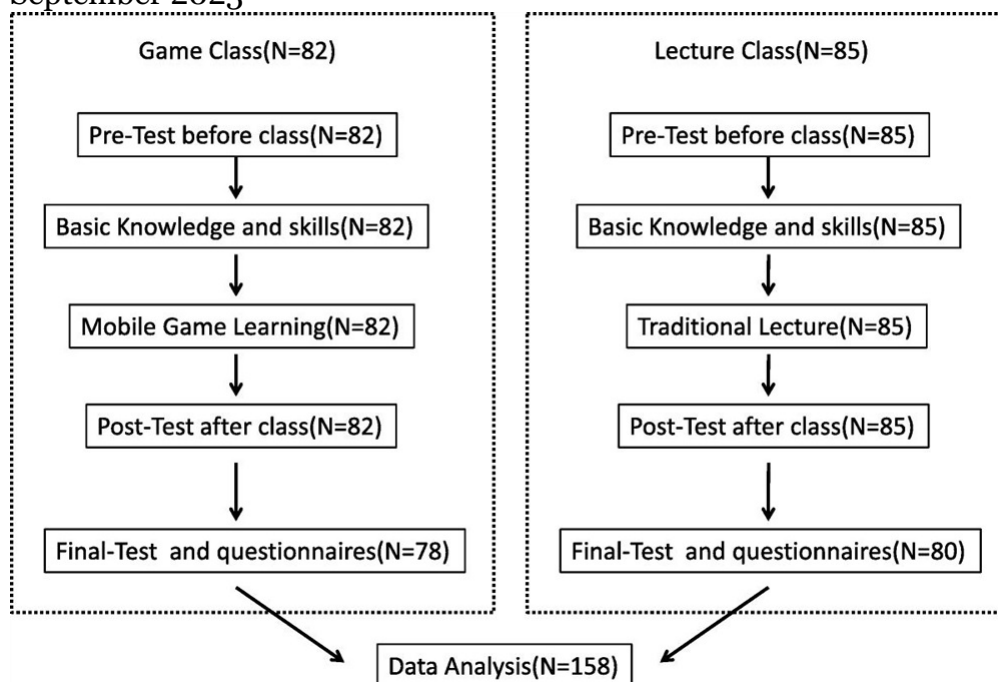 September 2023
Game Class(N=82)
Pre-Test before class(N=82)
Basic Knowledge and skills(N=82)
Mobile Game Learning(N=82)
Post-Test after class(N=82)
Final-Test and questionnaires(N=78)
Lecture Class(N=85)
Pre-Test before class(N=85)
Basic Knowledge and skills(N=85)
Traditional Lecture(N=85)
Post-Test after class(N=85)
Final-Test and questionnaires(N=80)
Data Analysis(N=158)